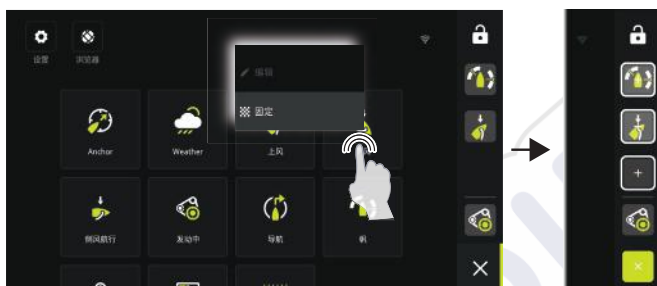 设置
浏览器
编辑
固定
Anchor
Weather
上风
侧风航行
发动中
导航
帆